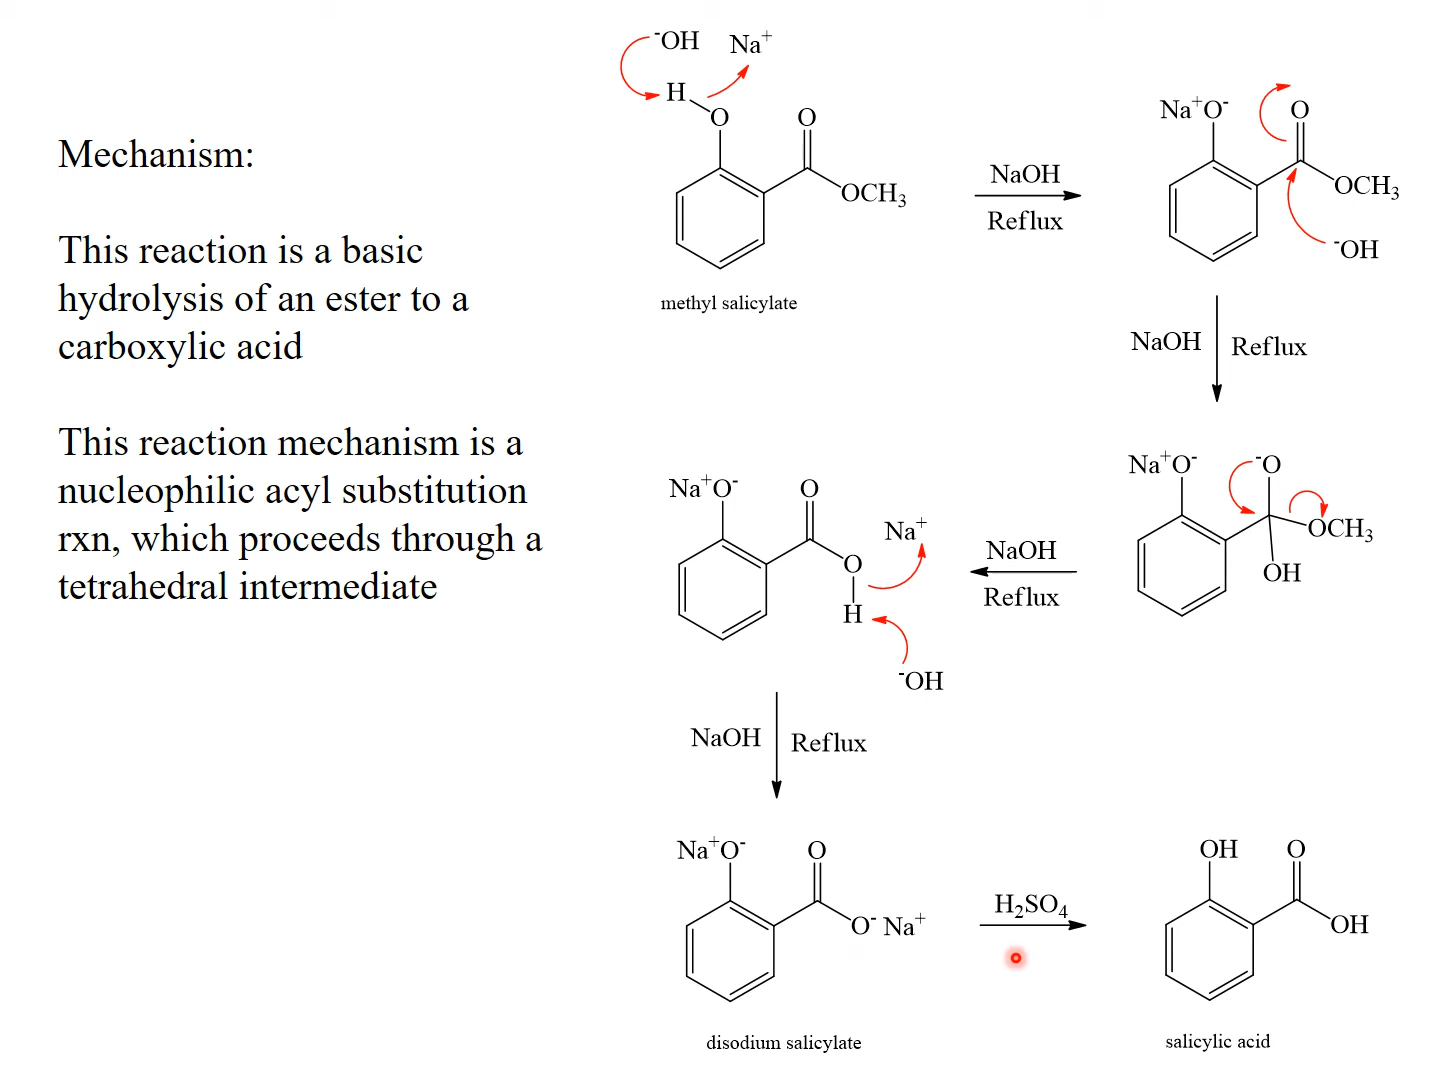 Mechanism:
This reaction is a basic
hydrolysis of an ester to a
carboxylic acid
This reaction mechanism is a
nucleophilic acyl substitution
rxn, which proceeds through a
tetrahedral intermediate
⁻OH Na⁺
H
O O
OCH₃
methyl salicylate
NaOH
Reflux
Na⁺O⁻ O
OCH₃
⁻OH
NaOH Reflux
Na⁺O⁻ ⁻O
OCH₃
OH
NaOH
Reflux
Na⁺O⁻ O
Na⁺
O
H
⁻OH
NaOH Reflux
Na⁺O⁻ O
O⁻ Na⁺
disodium salicylate
H₂SO₄
OH O
OH
salicylic acid